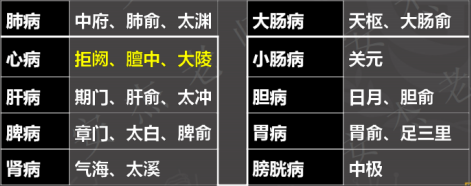 肺病 中府、肺俞、太渊 大肠病 天枢、大肠俞
心病 拒阙、膻中、大陵 小肠病 关元
肝病 期门、肝俞、太冲 胆病 日月、胆俞
脾病 章门、太白、脾俞 胃病 胃俞、足三里
肾病 气海、太溪 膀胱病 中极